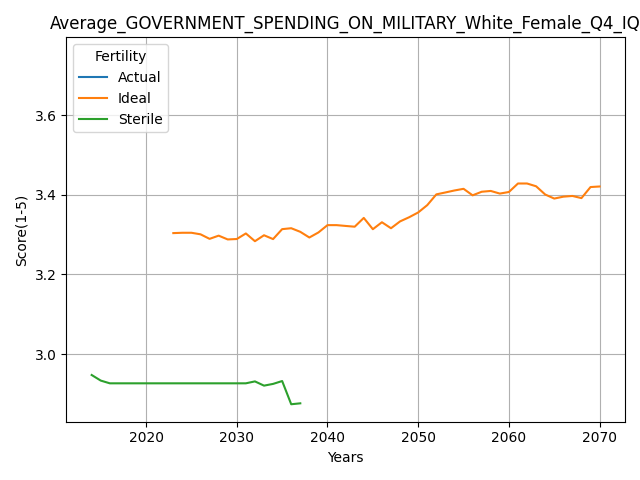 Average_GOVERNMENT_SPENDING_ON_MILITARY_White_Female_Q4_IQ
Fertility
Actual
Ideal
Sterile
3.6
3.4
3.2
3.0
Score(1-5)
2020 2030 2040 2050 2060 2070
Years